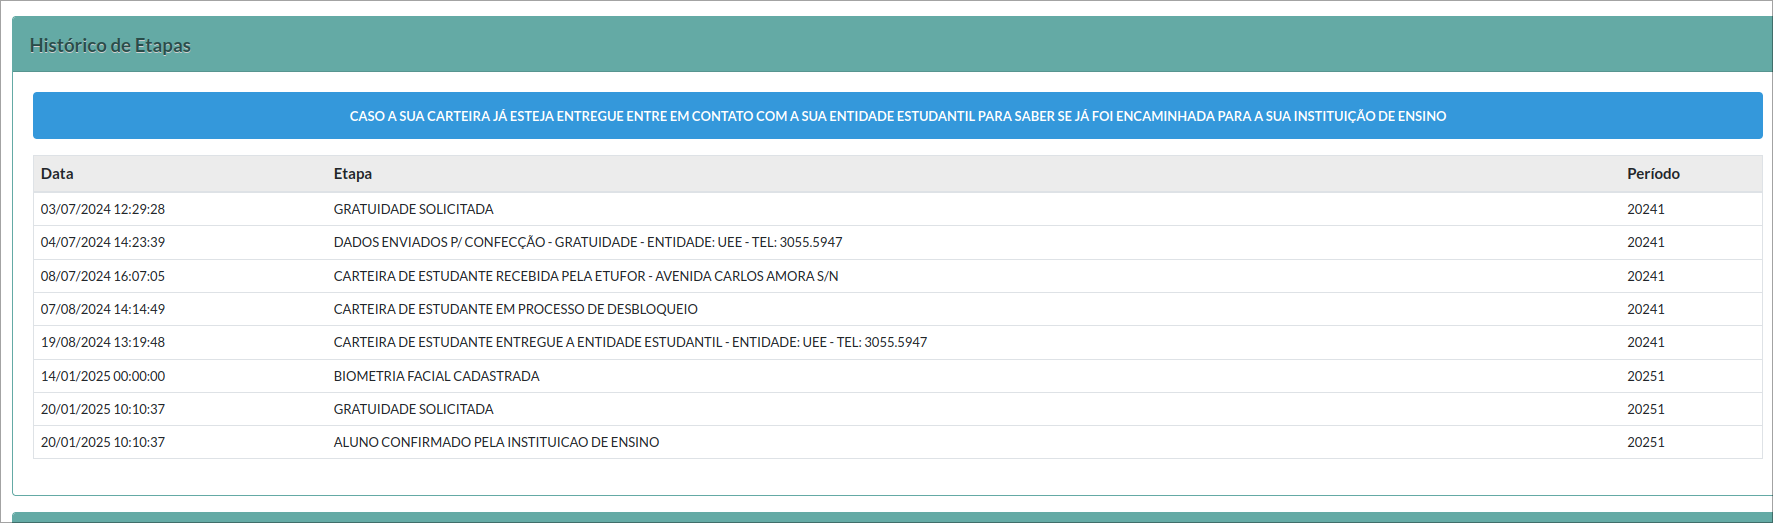 Histórico de Etapas
CASO A SUA CARTEIRA JÁ ESTEJA ENTREGUE ENTRE EM CONTATO COM A SUA ENTIDADE ESTUDANTIL PARA SABER SE JÁ FOI ENCAMINHADA PARA A SUA INSTITUIÇÃO DE ENSINO
Data Etapa Período
03/07/2024 12:29:28 GRATUIDADE SOLICITADA 20241
04/07/2024 14:23:39 DADOS ENVIADOS P/ CONFECÇÃO - GRATUIDADE - ENTIDADE: UEE - TEL: 3055.5947 20241
08/07/2024 16:07:05 CARTEIRA DE ESTUDANTE RECEBIDA PELA ETUFOR - AVENIDA CARLOS AMORA S/N 20241
07/08/2024 14:14:49 CARTEIRA DE ESTUDANTE EM PROCESSO DE DESBLOQUEIO 20241
19/08/2024 13:19:48 CARTEIRA DE ESTUDANTE ENTREGUE A ENTIDADE ESTUDANTIL - ENTIDADE: UEE - TEL: 3055.5947 20241
14/01/2025 00:00:00 BIOMETRIA FACIAL CADASTRADA 20251
20/01/2025 10:10:37 GRATUIDADE SOLICITADA 20251
20/01/2025 10:10:37 ALUNO CONFIRMADO PELA INSTITUICAO DE ENSINO 20251